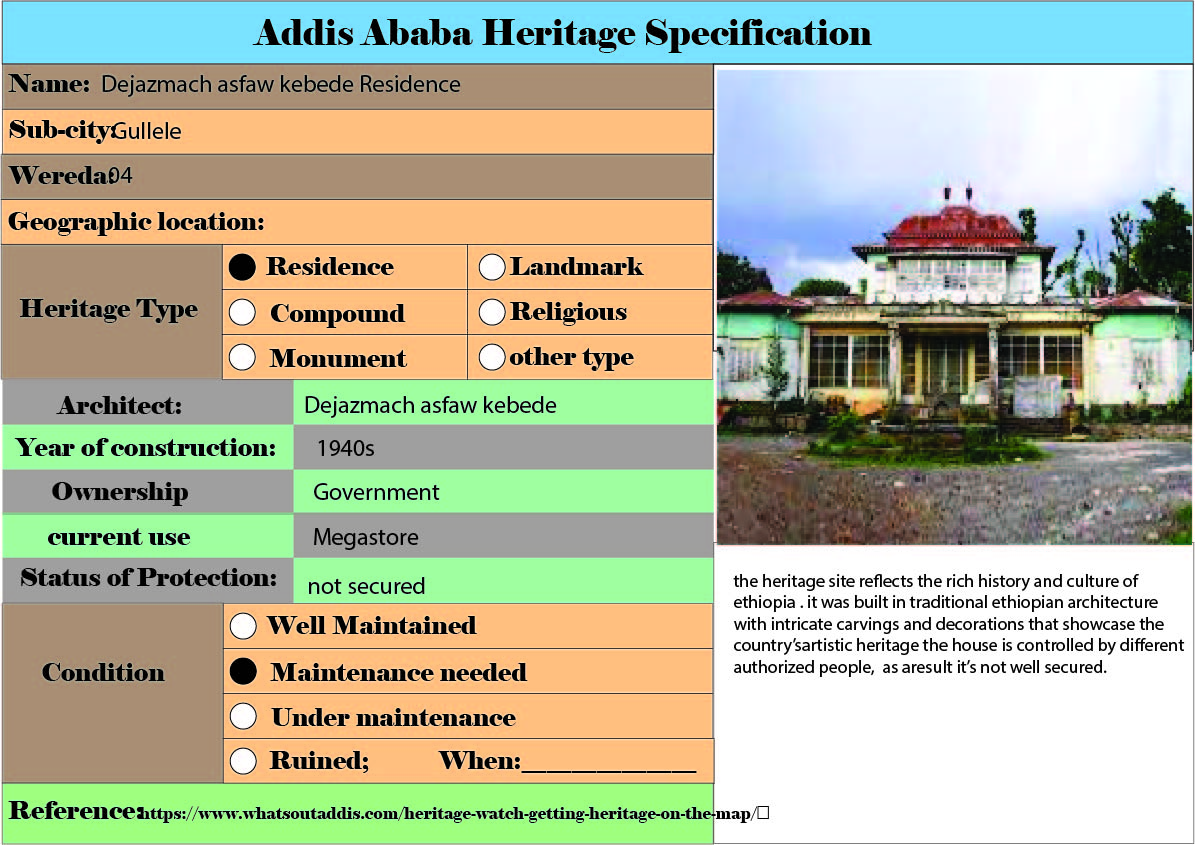 Addis Ababa Heritage Specification
Name: Dejazmach asfaw kebede Residence
Sub-city: Gullele
Wereda: 04
Geographic location:
Heritage Type
Residence
Landmark
Compound
Religious
Monument
other type
Architect: Dejazmach asfaw kebede
Year of construction: 1940s
Ownership Government
current use Megastore
Status of Protection: not secured
Condition
Well Maintained
Maintenance needed
Under maintenance
Ruined; When:______________
Reference: https://www.whatsoutaddis.com/heritage-watch-getting-heritage-on-the-map/
the heritage site reflects the rich history and culture of
ethiopia . it was built in traditional ethiopian architecture
with intricate carvings and decorations that showcase the
country'sartistic heritage the house is controlled by different
authorized people, as aresult it's not well secured.